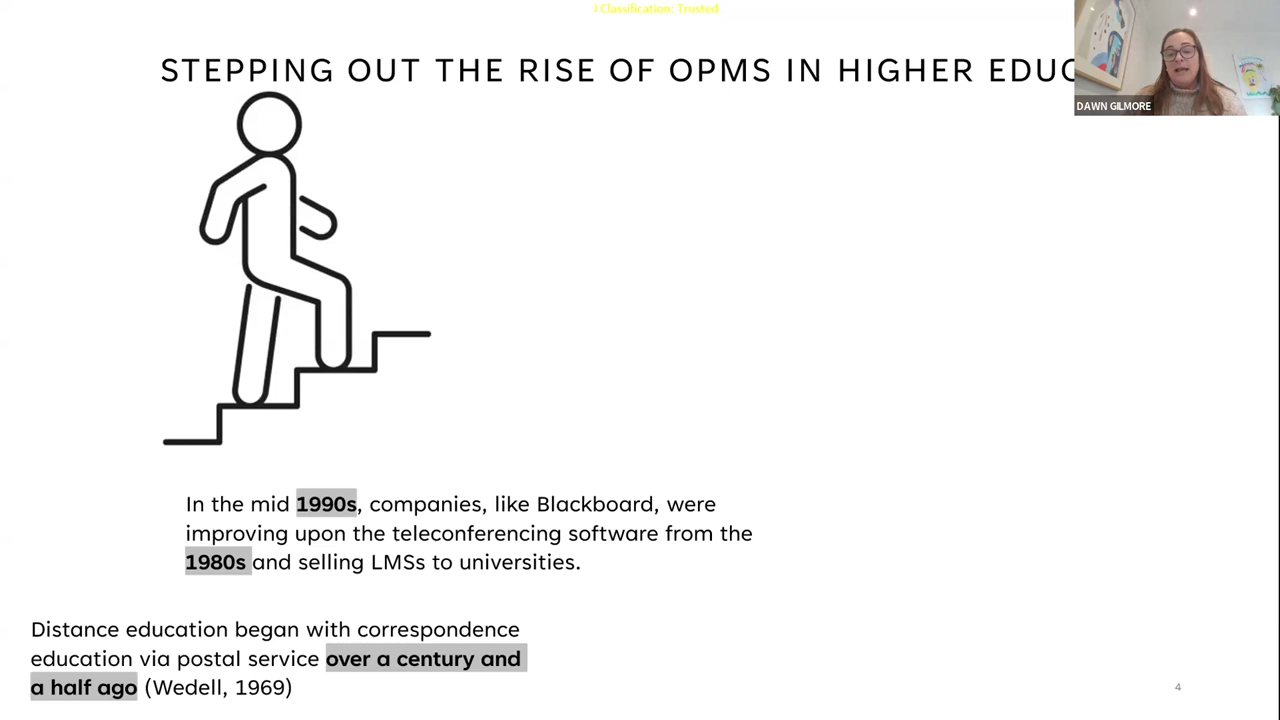 l Classification: Trusted
STEPPING OUT THE RISE OF OPMS IN HIGHER EDUC
DAWN GILMORE
In the mid 1990s, companies, like Blackboard, were
improving upon the teleconferencing software from the
1980s and selling LMSs to universities.
Distance education began with correspondence
education via postal service over a century and
a half ago (Wedell, 1969)
4